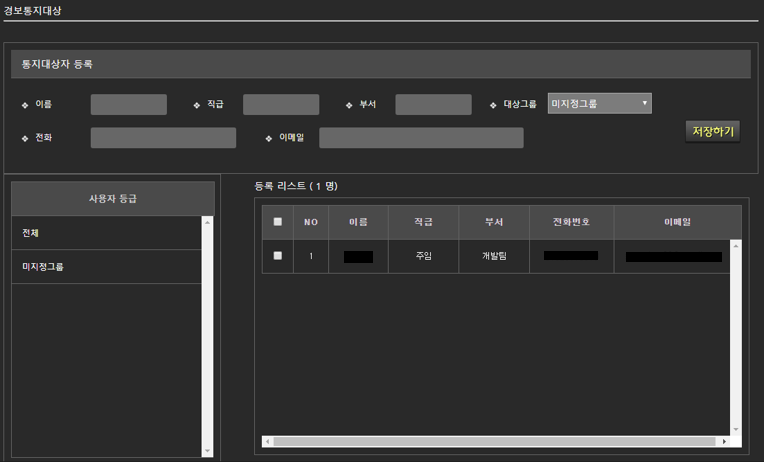 경보통지대상
통지대상자 등록
이름 직급 부서 대상그룹 미지정그룹
전화 이메일 저장하기
사용자 등급
전체
미지정그룹
등록 리스트 ( 1 명)
NO 이름 직급 부서 전화번호 이메일
1 주임 개발팀